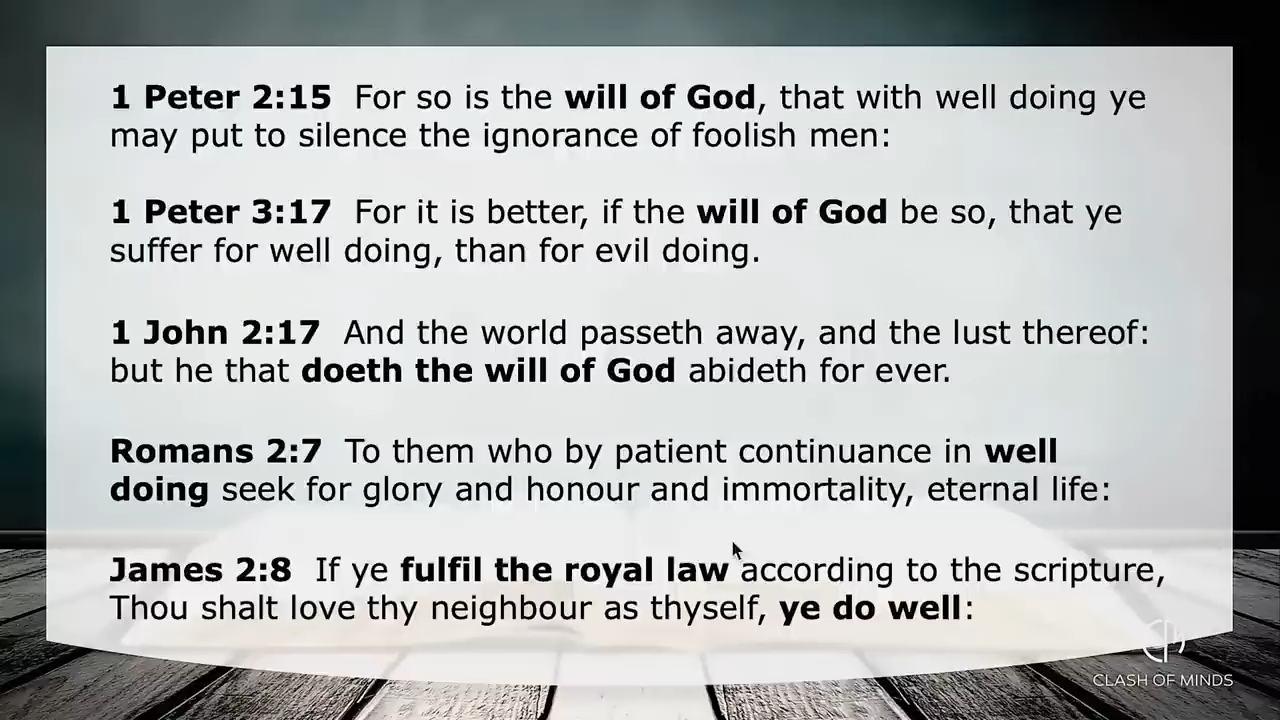 1 Peter 2:15 For so is the will of God, that with well doing ye
may put to silence the ignorance of foolish men:
1 Peter 3:17 For it is better, if the will of God be so, that ye
suffer for well doing, than for evil doing.
1 John 2:17 And the world passeth away, and the lust thereof:
but he that doeth the will of God abideth for ever.
Romans 2:7 To them who by patient continuance in well
doing seek for glory and honour and immortality, eternal life:
James 2:8 If ye fulfil the royal law according to the scripture,
Thou shalt love thy neighbour as thyself, ye do well:
CLASH OF MINDS